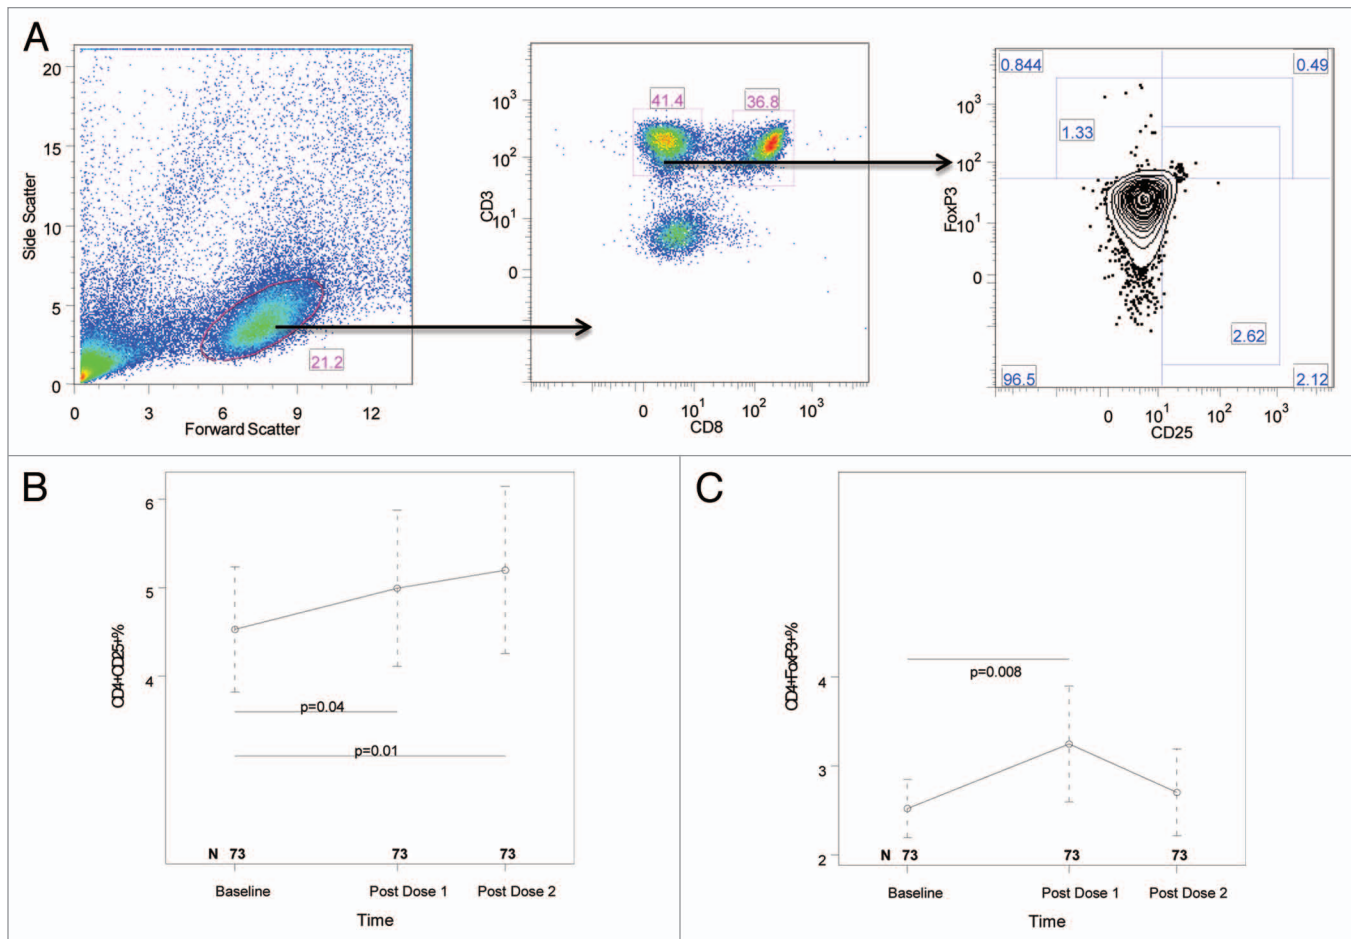 A
20
15
10
5
0
Side Scatter
21.2
0 3 6 9 12
Forward Scatter
10³
10²
10¹
0
CD3
41.4 36.8
0 10¹ 10² 10³
CD8
10³
10²
10¹
0
FoxP3
0.844 0.49
1.33
2.62
96.5 2.12
0 10¹ 10² 10³
CD25
B
6
5
4
CD4+CD25+%
p=0.04
p=0.01
N 73 73 73
Baseline Post Dose 1 Post Dose 2
Time
C
4
3
2
CD4+FoxP3+%
p=0.008
N 73 73 73
Baseline Post Dose 1 Post Dose 2
Time